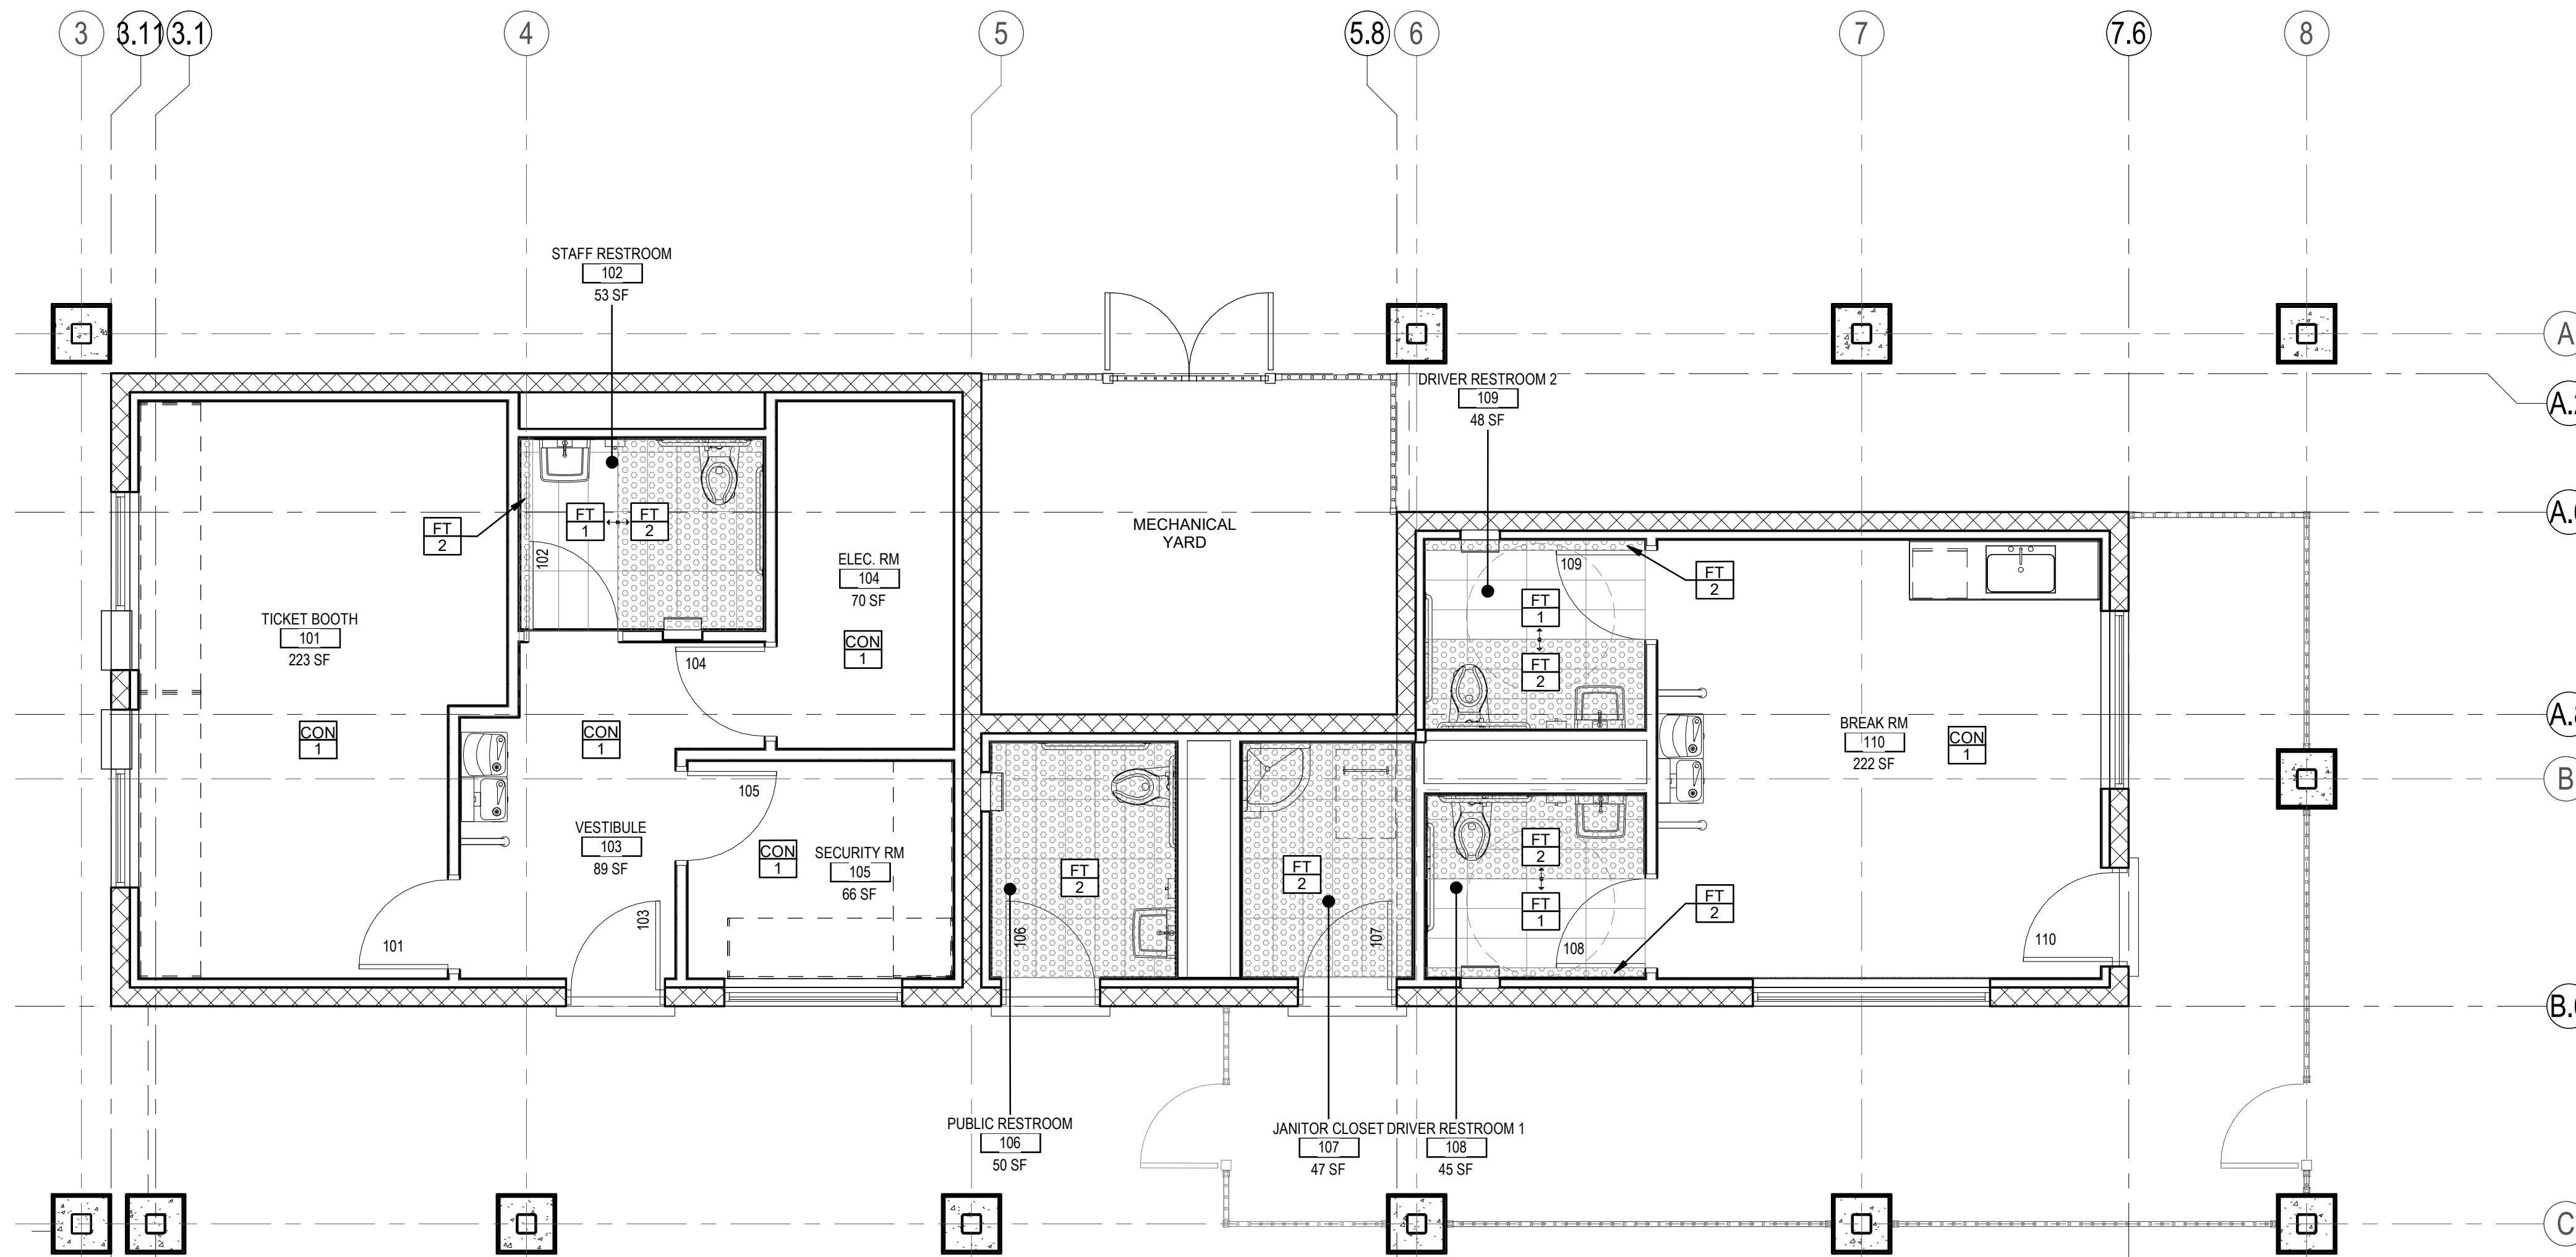 3
3.11
3.1
4
5
5.8
6
7
7.6
8
STAFF RESTROOM
102
53 SF
A
DRIVER RESTROOM 2
109
48 SF
FT
2
FT
1
FT
2
102
MECHANICAL
YARD
ELEC. RM
104
70 SF
109
FT
2
FT
1
TICKET BOOTH
101
223 SF
CON
1
104
FT
2
CON
1
CON
1
BREAK RM
110
222 SF
CON
1
B
105
VESTIBULE
103
89 SF
CON
1
SECURITY RM
105
66 SF
FT
2
FT
2
FT
2
FT
1
FT
2
101
103
106
107
108
110
PUBLIC RESTROOM
106
50 SF
JANITOR CLOSET
107
47 SF
DRIVER RESTROOM 1
108
45 SF
C